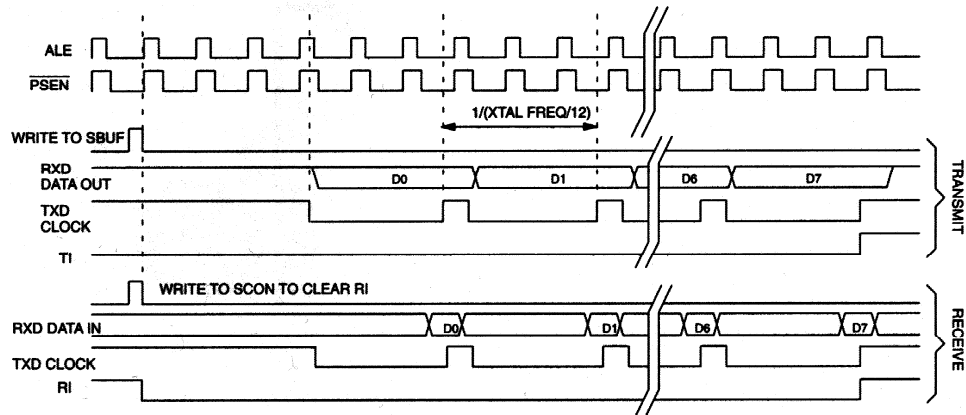 ALE
PSEN
1/(XTAL FREQ/12)
WRITE TO SBUF
RXD
DATA OUT
D0
D1
D6
D7
TXD
CLOCK
TI
TRANSMIT
WRITE TO SCON TO CLEAR RI
RXD DATA IN
D0
D1
D6
D7
TXD CLOCK
RI
RECEIVE